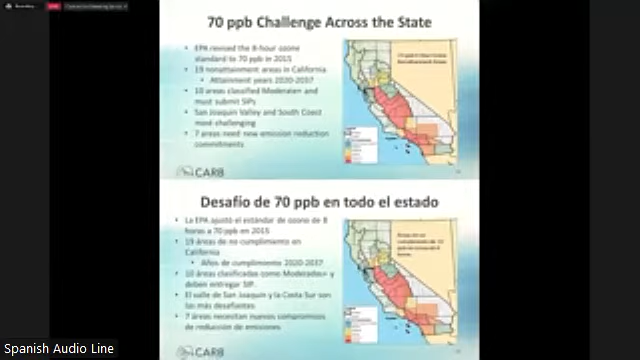 70 ppb Challenge Across the State
• EPA revised the 8-hour ozone
standard to 70 ppb in 2015
• 19 nonattainment areas in California
• Attainment years 2020-2037
• 10 areas classified Moderate+ and
must submit SIPs
• San Joaquin Valley and South Coast
most challenging
• 7 areas need new emission reduction
commitments
CARB
Desafío de 70 ppb en todo el estado
• La EPA ajustó el estándar de ozono de 8
horas a 70 ppb en 2015
• 19 áreas de no cumplimiento en
California
• Años de cumplimiento 2020-2037
• 10 áreas clasificadas como Moderados+ y
deben entregar SIP.
• El valle de San Joaquin y la Costa Sur son
los más desafiantes
• 7 áreas necesitan nuevos compromisos
de reducción de emisiones
CARB
Spanish Audio Line